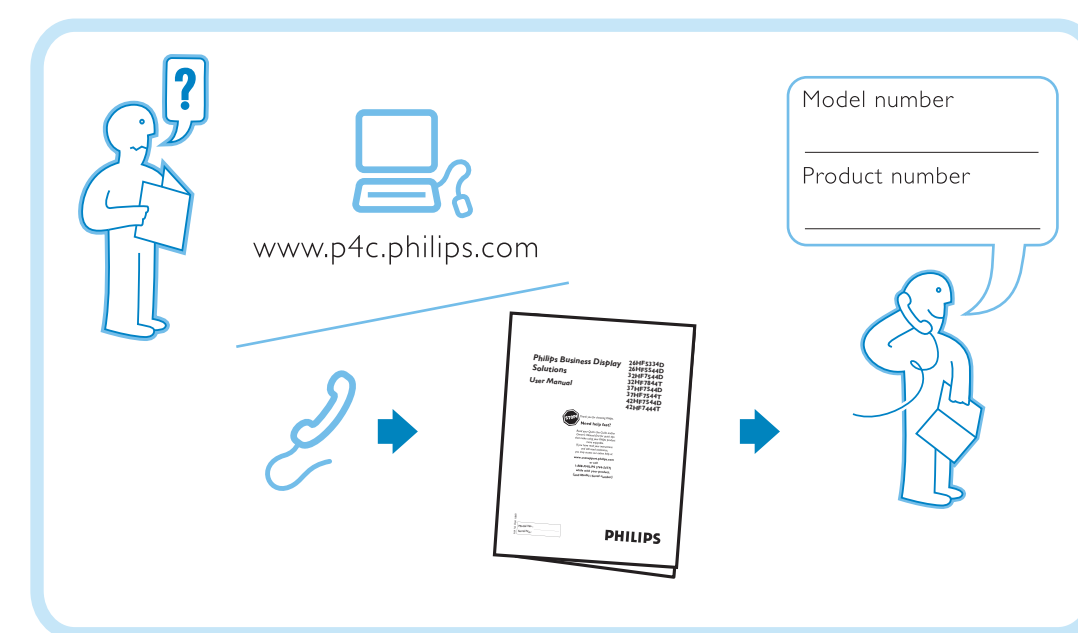 ?
www.p4c.philips.com
Model number
Product number
Philips Business Display
Solutions
User Manual
26HF5334D
26HF5544D
32HF7544D
32HF7844T
37HF7544D
37HF7544T
42HF7544D
42HF7444T
STOP
Need help fast?
PHILIPS